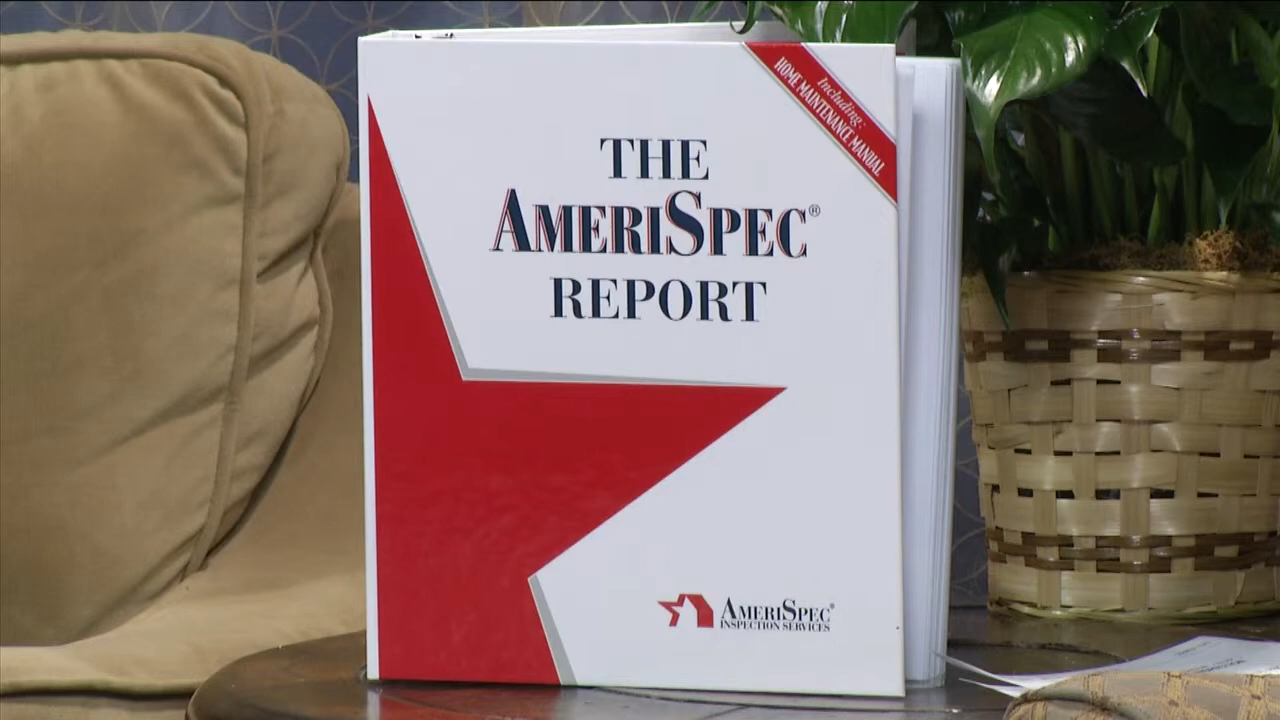 Including:
HOME MAINTENANCE MANUAL
THE
AMERISPEC®
REPORT
AMERISPEC®
INSPECTION SERVICES